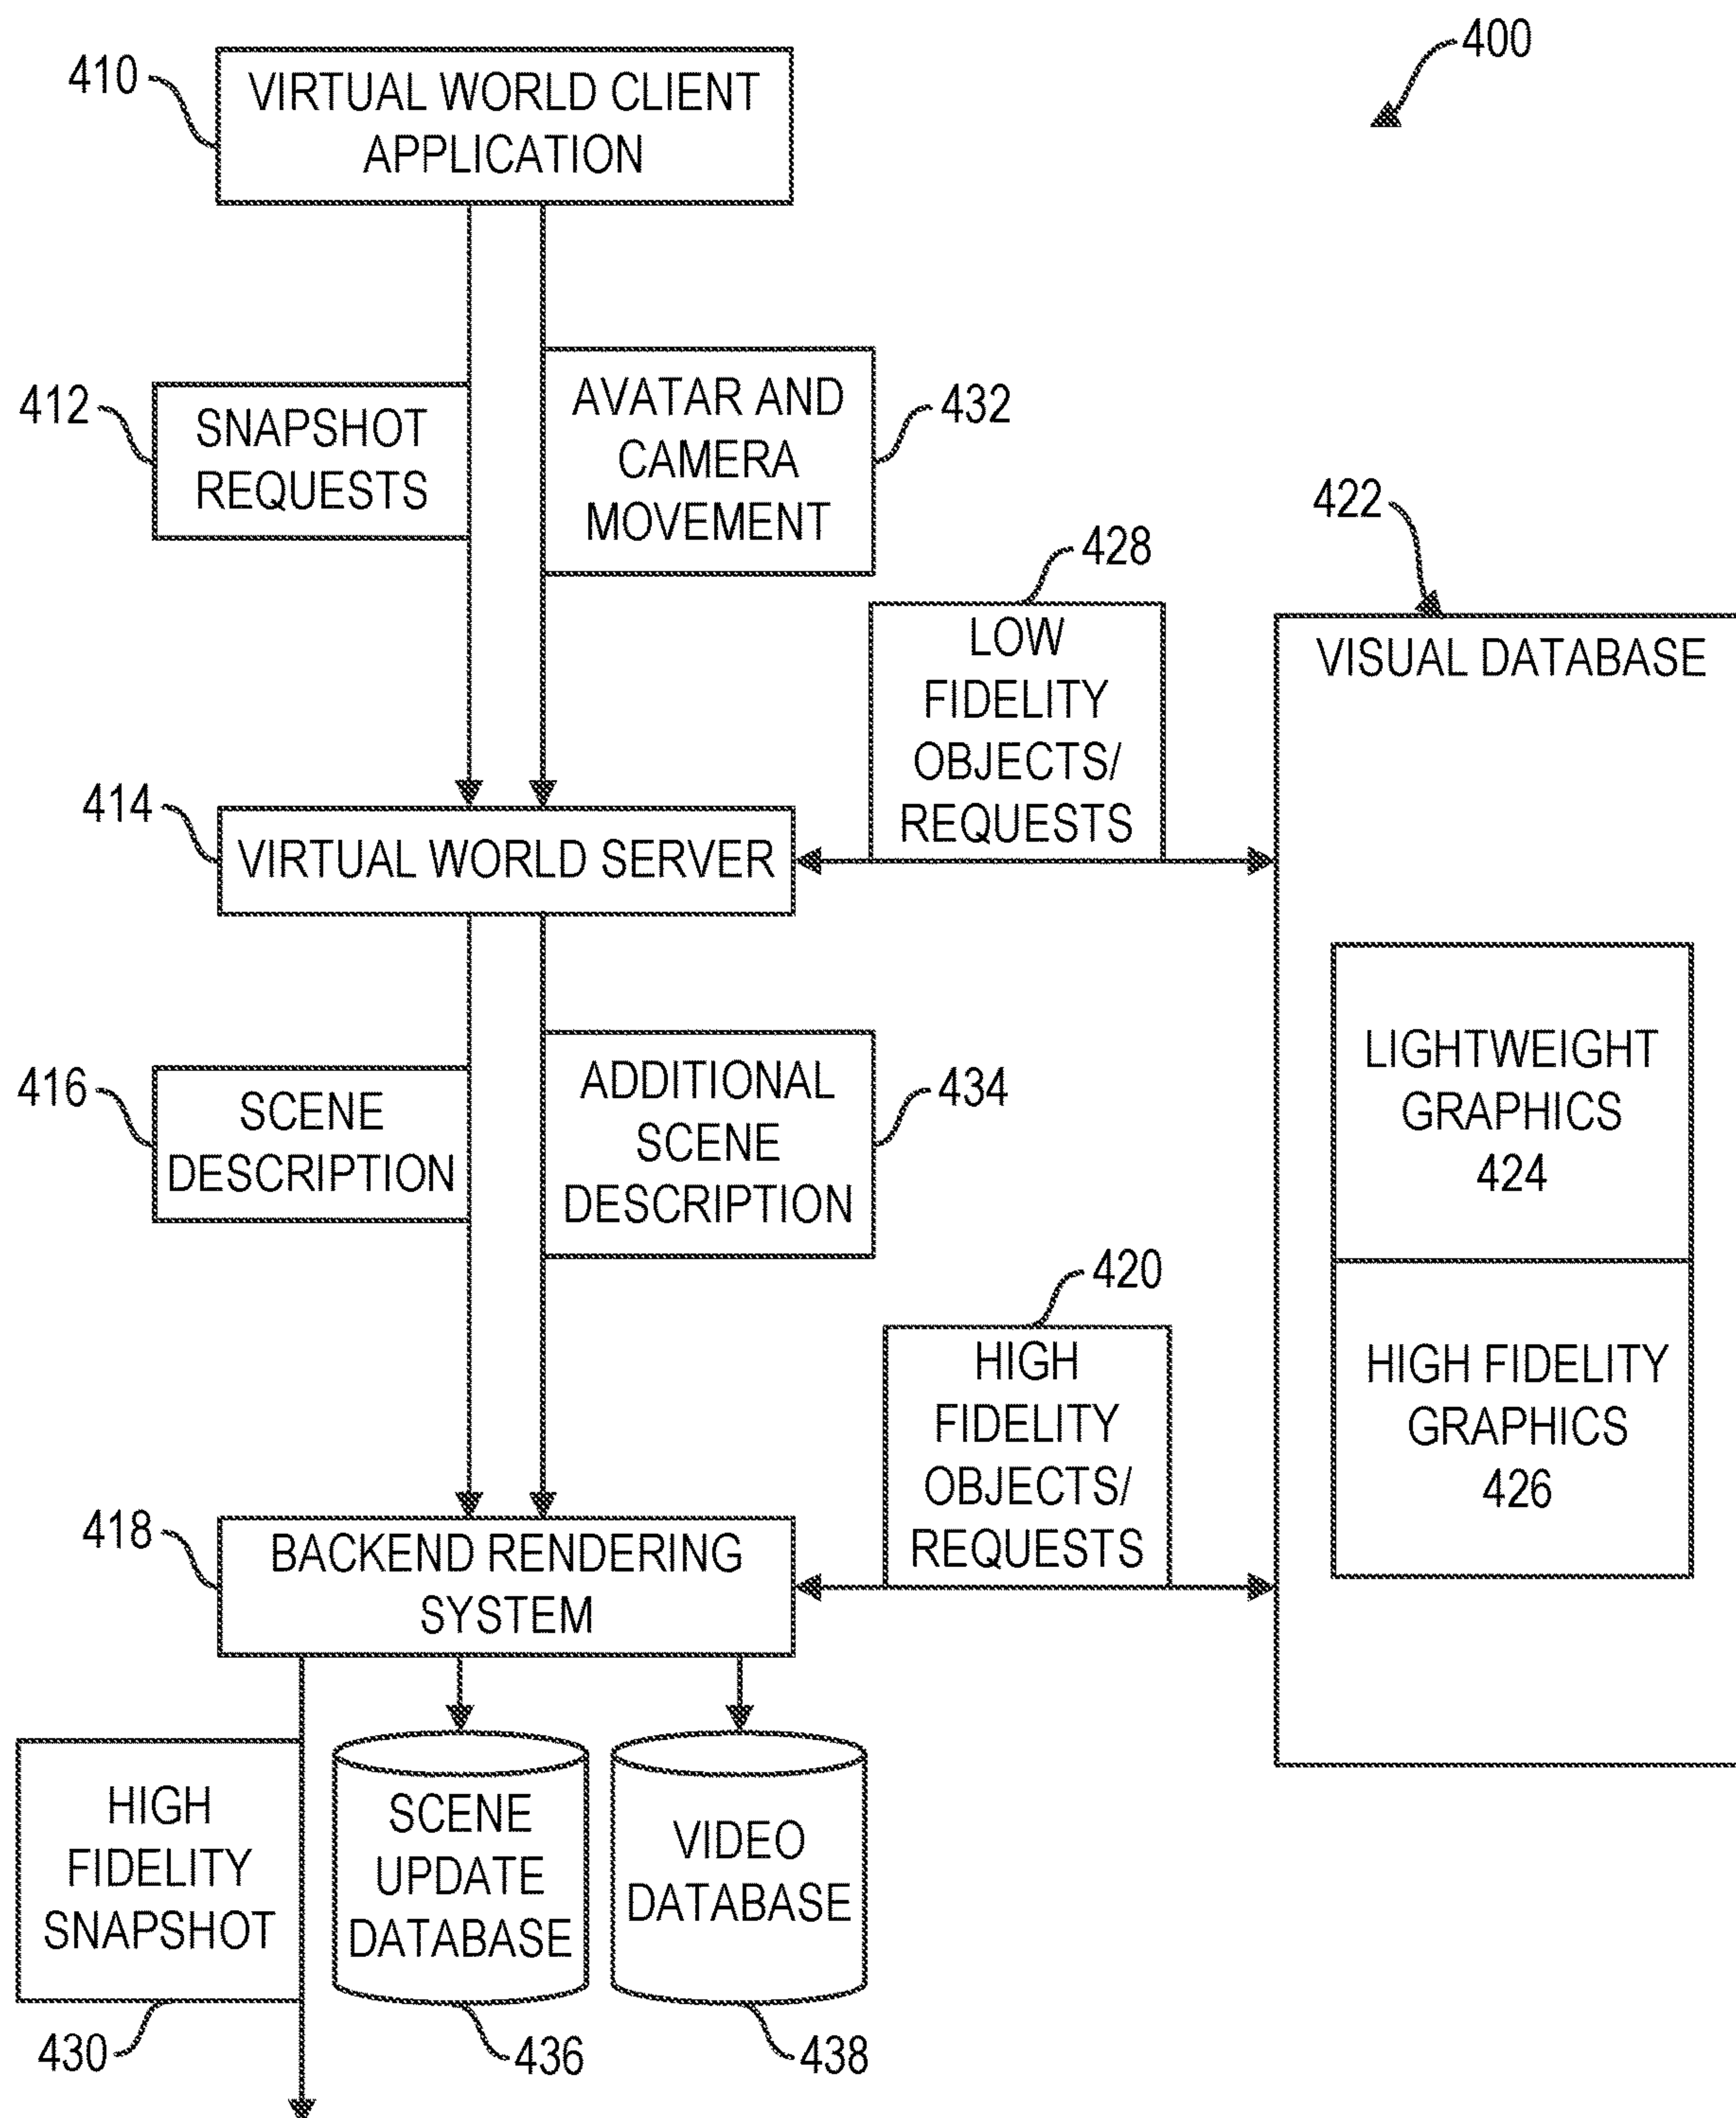 400
410
VIRTUAL WORLD CLIENT
APPLICATION
412
SNAPSHOT
REQUESTS
AVATAR AND
CAMERA
MOVEMENT
432
428
LOW
FIDELITY
OBJECTS/
REQUESTS
422
VISUAL DATABASE
414
VIRTUAL WORLD SERVER
LIGHTWEIGHT
GRAPHICS
424
416
SCENE
DESCRIPTION
ADDITIONAL
SCENE
DESCRIPTION
434
420
HIGH
FIDELITY
OBJECTS/
REQUESTS
HIGH FIDELITY
GRAPHICS
426
418
BACKEND RENDERING
SYSTEM
HIGH
FIDELITY
SNAPSHOT
430
SCENE
UPDATE
DATABASE
436
VIDEO
DATABASE
438